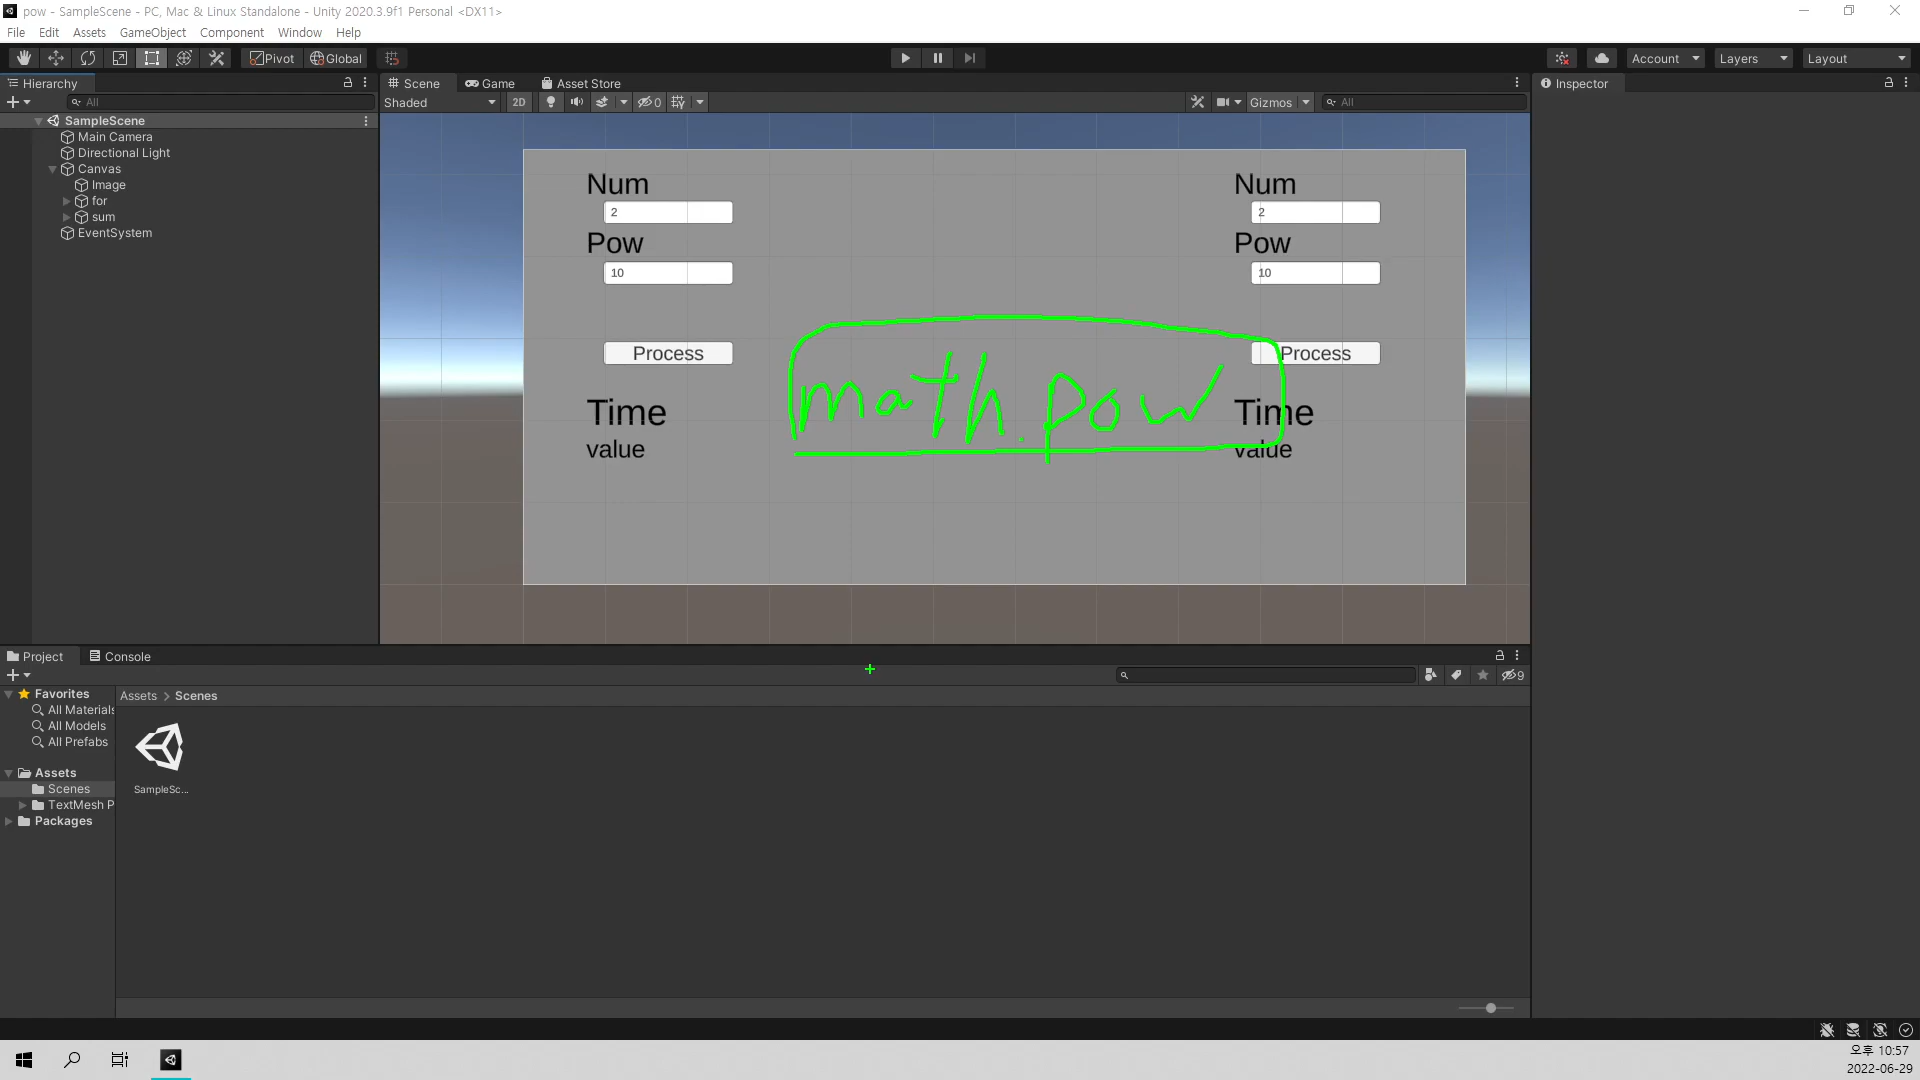 pow - SampleScene - PC, Mac & Linux Standalone - Unity 2020.3.9f1 Personal <DX11>
File Edit Assets GameObject Component Window Help
Pivot Global Account Layers Layout
Hierarchy
All
SampleScene
Main Camera
Directional Light
Canvas
Image
for
sum
EventSystem
Scene Game Asset Store
Shaded 2D 0 Gizmos All
Num
2
Pow
10
Process
Time
value
math.pow
Num
2
Pow
10
Process
Time
value
Inspector
Project Console
9
Favorites
All Materials
All Models
All Prefabs
Assets
Scenes
TextMesh P
Packages
Assets > Scenes
SampleSc...
오후 10:57
2022-06-29